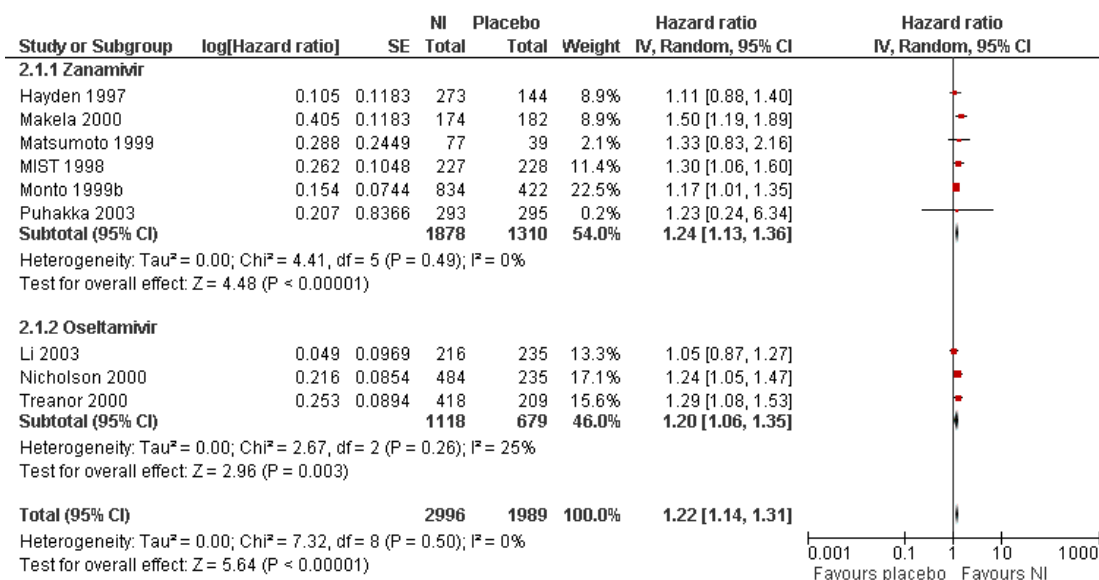 NI Placebo Hazard ratio Hazard ratio
Study or Subgroup log[Hazard ratio] SE Total Total Weight IV, Random, 95% CI IV, Random, 95% CI
2.1.1 Zanamivir
Hayden 1997 0.105 0.1183 273 144 8.9% 1.11 [0.88, 1.40]
Makela 2000 0.405 0.1183 174 182 8.9% 1.50 [1.19, 1.89]
Matsumoto 1999 0.288 0.2449 77 39 2.1% 1.33 [0.83, 2.16]
MIST 1998 0.262 0.1048 227 228 11.4% 1.30 [1.06, 1.60]
Monto 1999b 0.154 0.0744 834 422 22.5% 1.17 [1.01, 1.35]
Puhakka 2003 0.207 0.8366 293 295 0.2% 1.23 [0.24, 6.34]
Subtotal (95% CI) 1878 1310 54.0% 1.24 [1.13, 1.36]
Heterogeneity: Tau² = 0.00; Chi² = 4.41, df = 5 (P = 0.49); I² = 0%
Test for overall effect: Z = 4.48 (P < 0.00001)
2.1.2 Oseltamivir
Li 2003 0.049 0.0969 216 235 13.3% 1.05 [0.87, 1.27]
Nicholson 2000 0.216 0.0854 484 235 17.1% 1.24 [1.05, 1.47]
Treanor 2000 0.253 0.0894 418 209 15.6% 1.29 [1.08, 1.53]
Subtotal (95% CI) 1118 679 46.0% 1.20 [1.06, 1.35]
Heterogeneity: Tau² = 0.00; Chi² = 2.67, df = 2 (P = 0.26); I² = 25%
Test for overall effect: Z = 2.96 (P = 0.003)
Total (95% CI) 2996 1989 100.0% 1.22 [1.14, 1.31]
Heterogeneity: Tau² = 0.00; Chi² = 7.32, df = 8 (P = 0.50); I² = 0%
Test for overall effect: Z = 5.64 (P < 0.00001)
0.001 0.1 1 10 1000
Favours placebo Favours NI